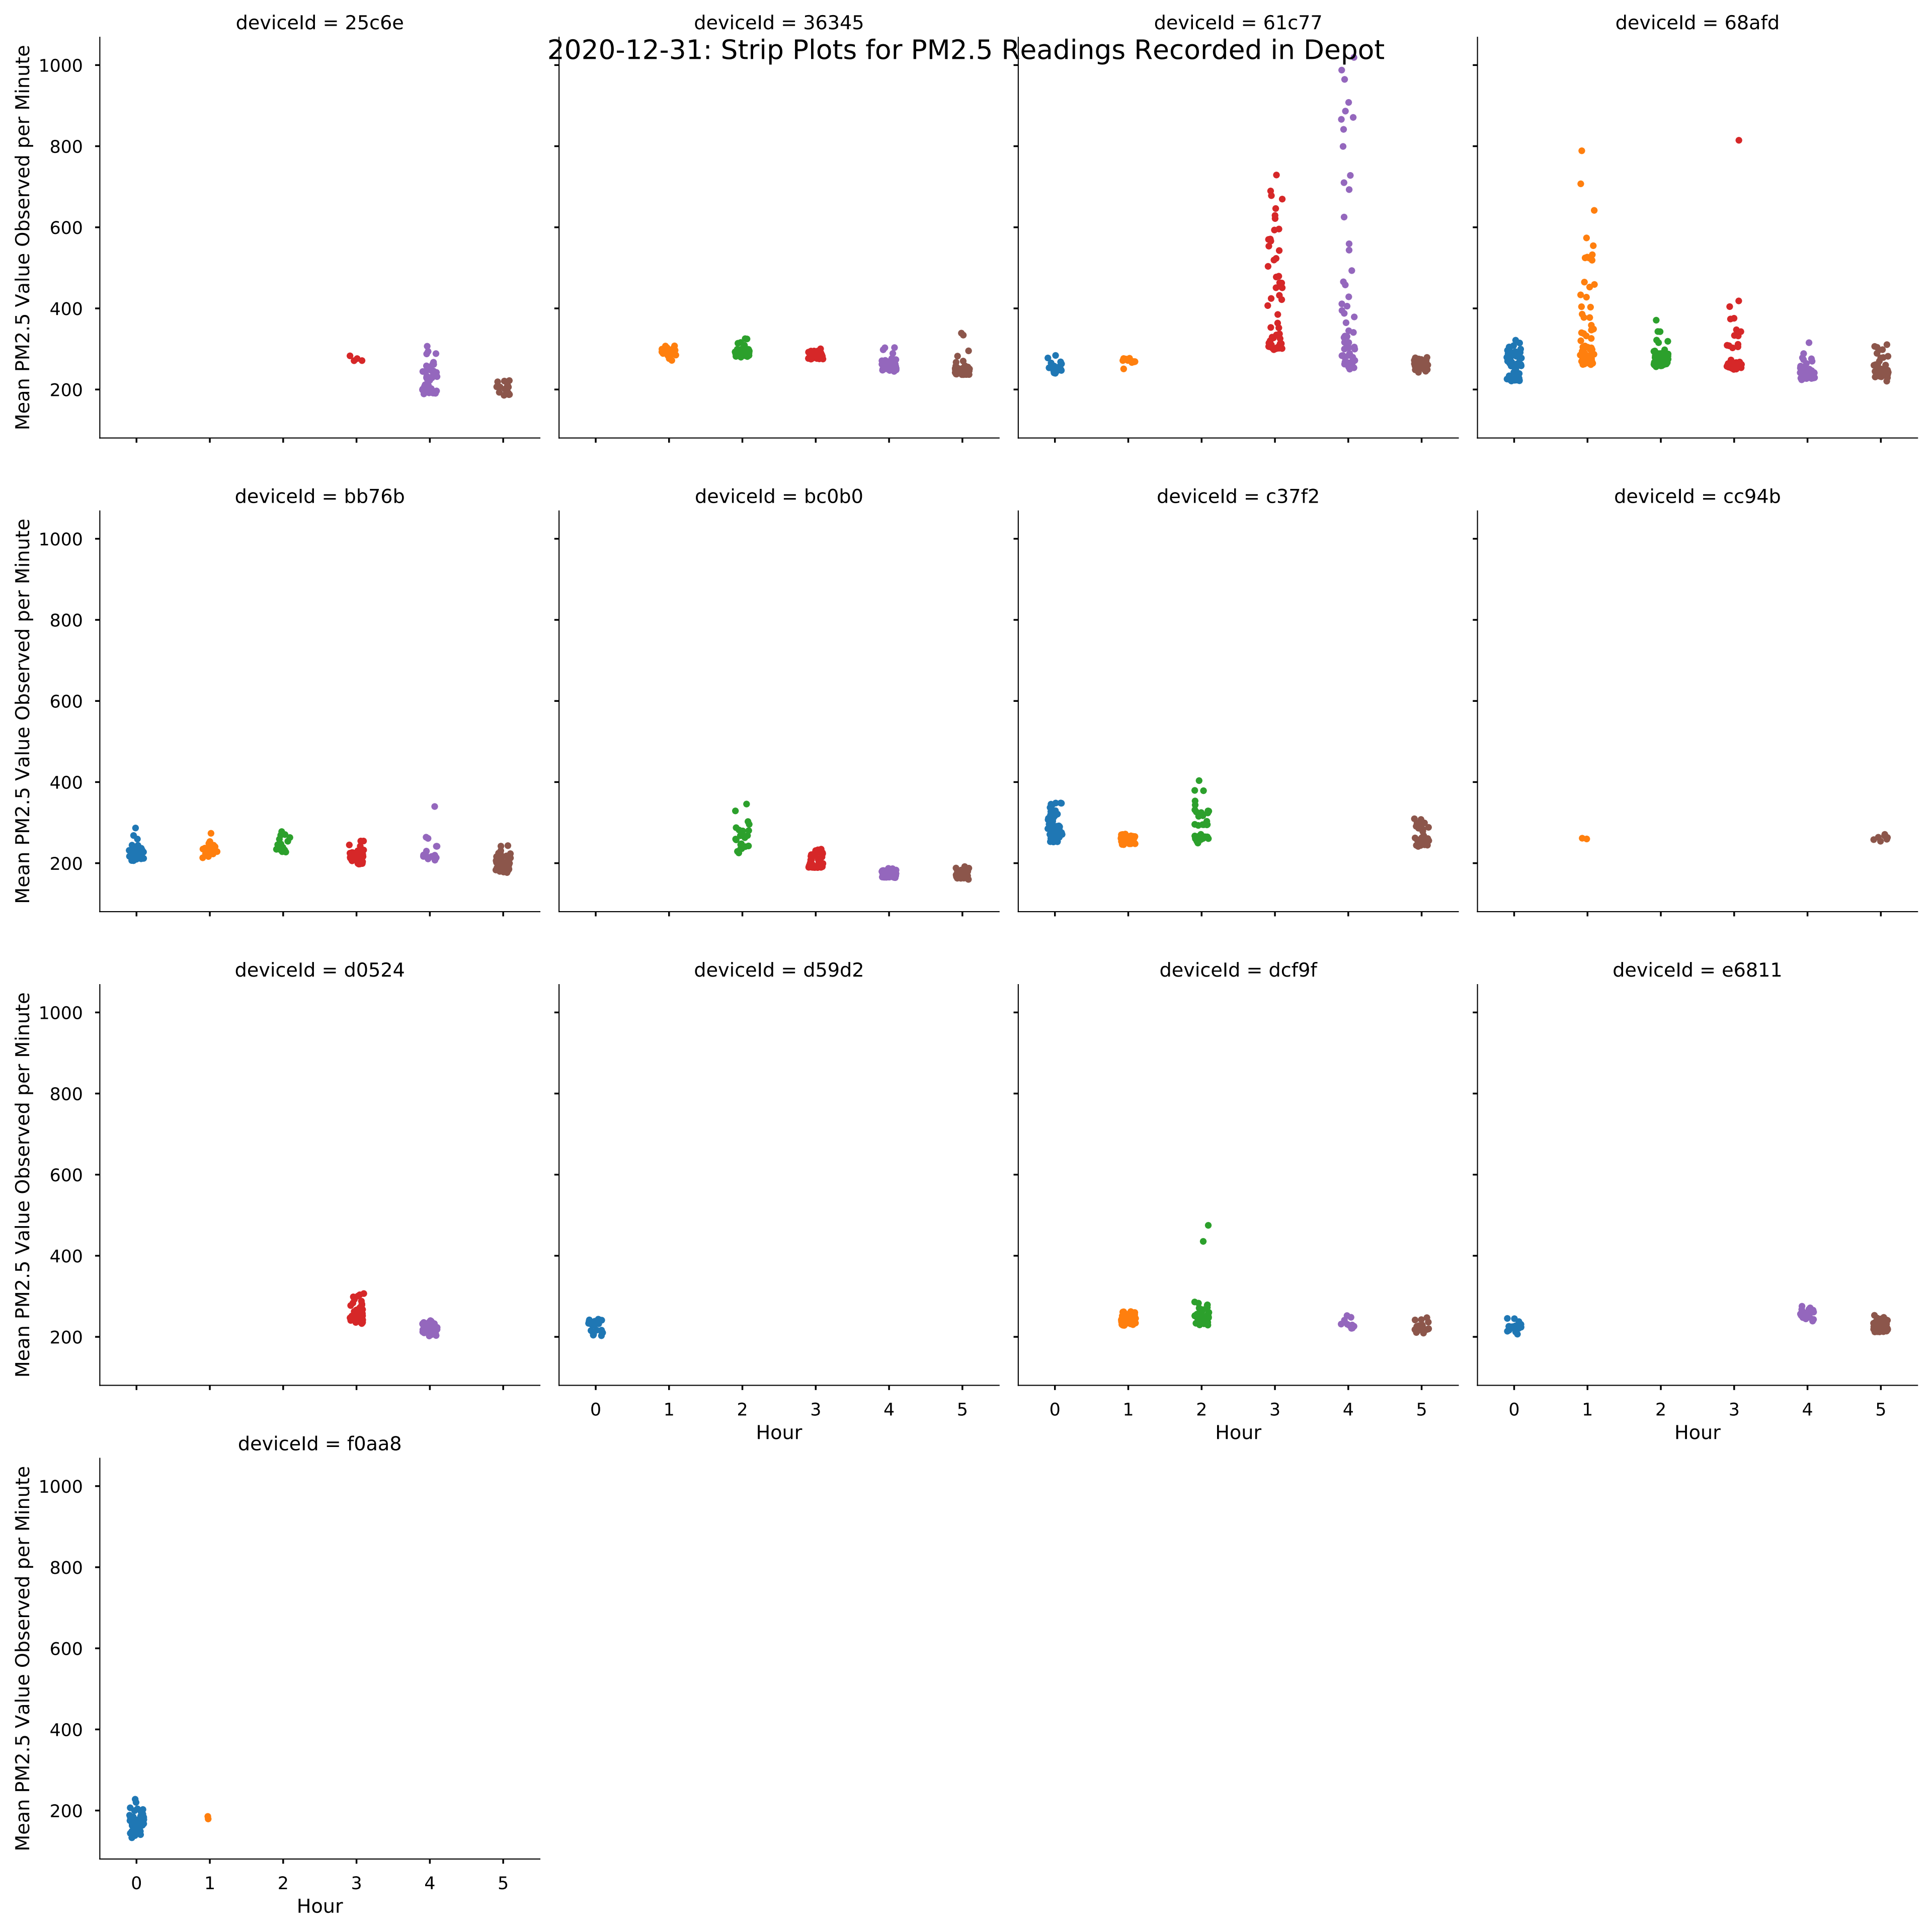 deviceId = 25c6e
deviceId = 36345
deviceId = 61c77
deviceId = 68afd
2020-12-31: Strip Plots for PM2.5 Readings Recorded in Depot
Mean PM2.5 Value Observed per Minute
1000
800
600
400
200
deviceId = bb76b
deviceId = bc0b0
deviceId = c37f2
deviceId = cc94b
Mean PM2.5 Value Observed per Minute
1000
800
600
400
200
deviceId = d0524
deviceId = d59d2
deviceId = dcf9f
deviceId = e6811
Mean PM2.5 Value Observed per Minute
1000
800
600
400
200
0 1 2 3 4 5
Hour
0 1 2 3 4 5
Hour
0 1 2 3 4 5
Hour
deviceId = f0aa8
Mean PM2.5 Value Observed per Minute
1000
800
600
400
200
0 1 2 3 4 5
Hour